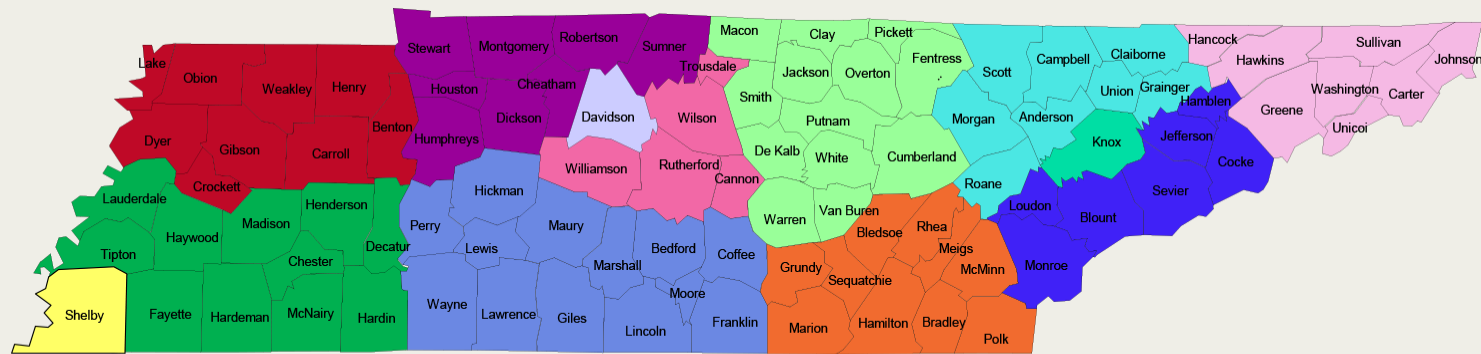 Stewart
Montgomery
Robertson
Sumner
Macon
Clay
Pickett
Fentress
Scott
Campbell
Claiborne
Hancock
Hawkins
Sullivan
Johnson
Lake
Obion
Weakley
Henry
Houston
Cheatham
Trousdale
Jackson
Overton
Union
Grainger
Hamblen
Greene
Washington
Carter
Unicoi
Dyer
Gibson
Carroll
Benton
Humphreys
Dickson
Davidson
Wilson
Smith
Putnam
Morgan
Anderson
Knox
Jefferson
Cocke
Crockett
Williamson
Rutherford
Cannon
De Kalb
White
Cumberland
Roane
Loudon
Blount
Sevier
Lauderdale
Haywood
Madison
Henderson
Decatur
Perry
Hickman
Lewis
Maury
Marshall
Bedford
Coffee
Warren
Van Buren
Bledsoe
Rhea
Meigs
McMinn
Monroe
Tipton
Chester
Moore
Grundy
Sequatchie
Shelby
Fayette
Hardeman
McNairy
Hardin
Wayne
Lawrence
Giles
Lincoln
Franklin
Marion
Hamilton
Bradley
Polk